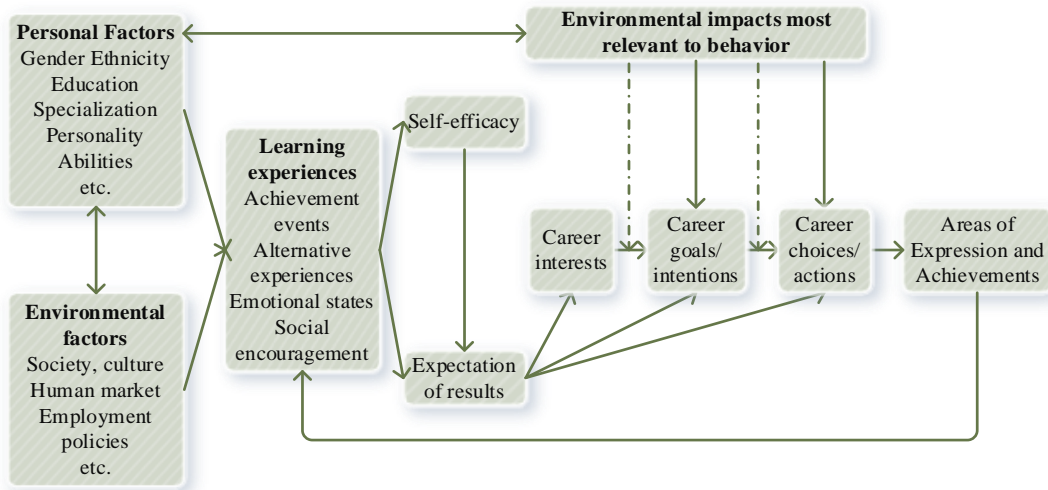 Personal Factors
Gender Ethnicity
Education
Specialization
Personality
Abilities
etc.
Environmental
factors
Society, culture
Human market
Employment
policies
etc.
Learning
experiences
Achievement
events
Alternative
experiences
Emotional states
Social
encouragement
Self-efficacy
Expectation
of results
Environmental impacts most
relevant to behavior
Career
interests
Career
goals/
intentions
Career
choices/
actions
Areas of
Expression and
Achievements